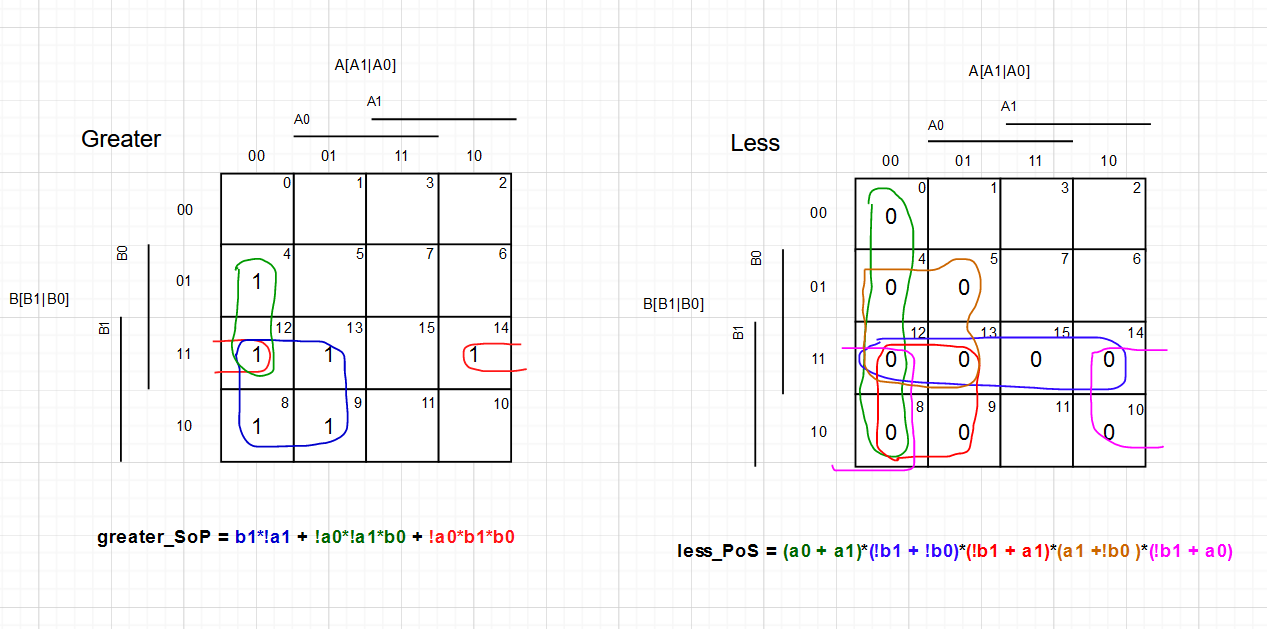 A[A1|A0]
A1
A0
Greater
00 01 11 10
0 1 3 2
00
B0
4 5 7 6
01 1
B[B1|B0]
B1
12 13 15 14
11 1 1 1
8 9 11 10
10 1 1
greater_SoP = b1*!a1 + !a0*!a1*b0 + !a0*b1*b0
A[A1|A0]
A1
A0
Less
00 01 11 10
0 1 3 2
00 0
B0
4 5 7 6
01 0 0
B[B1|B0]
B1
12 13 15 14
11 0 0 0 0
8 9 11 10
10 0 0 0
less_PoS = (a0 + a1)*(!b1 + !b0)*(!b1 + a1)*(a1 +!b0 )*(!b1 + a0)